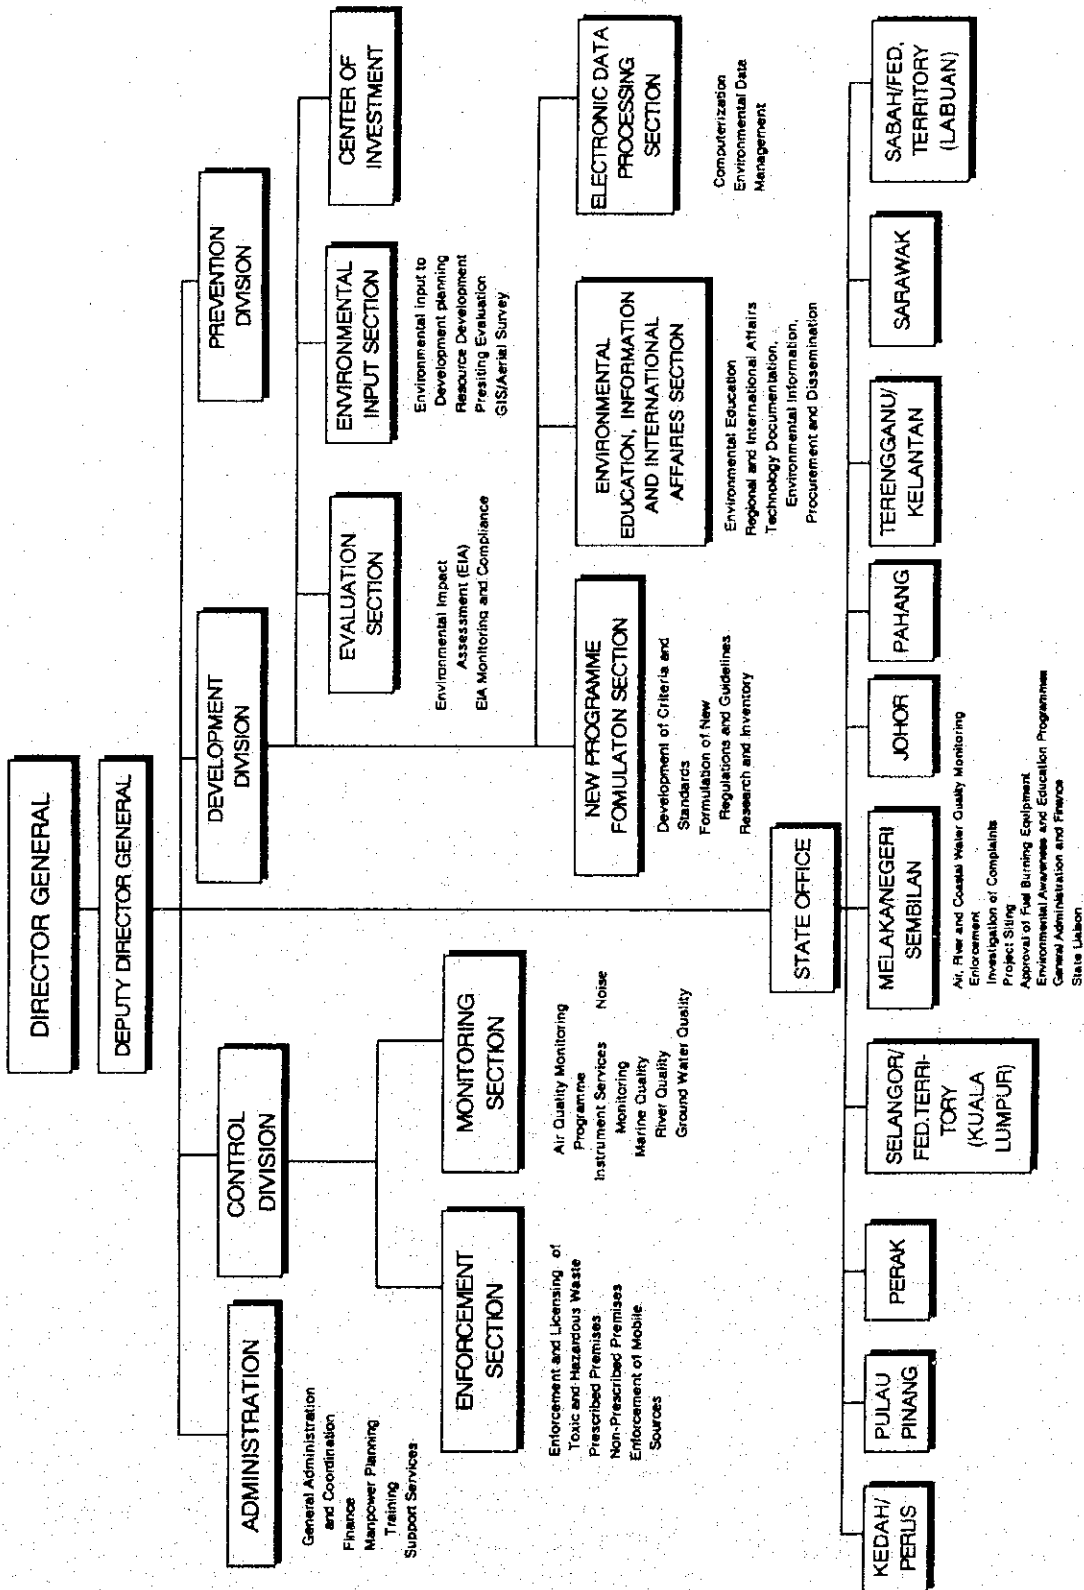 DIRECTOR GENERAL
DEPUTY DIRECTOR GENERAL
ADMINISTRATION
General Administration
and Coordination
Finance
Manpower Planning
Training
Support Services
CONTROL
DIVISION
DEVELOPMENT
DIVISION
PREVENTION
DIVISION
ENFORCEMENT
SECTION
Enforcement and Licensing of
Toxic and Hazardous Waste
Prescribed Premises
Non-Prescribed Premises
Enforcement of Mobile
Sources
MONITORING
SECTION
Air Quality Monitoring
Programme
Instrument Services Noise
Monitoring
Marine Quality
River Quality
Ground Water Quality
EVALUATION
SECTION
Environmental Impact
Assessment (EIA)
EIA Monitoring and Compliance
ENVIRONMENTAL
INPUT SECTION
Environmental input to
Development planning
Resource Development
Presiting Evaluation
GIS/Aerial Survey
CENTER OF
INVESTMENT
NEW PROGRAMME
FOMULATON SECTION
Development of Criteria and
Standards
Formulation of New
Regulations and Guidelines
Research and Inventory
ENVIRONMENTAL
EDUCATION, INFORMATION
AND INTERNATIONAL
AFFAIRES SECTION
Environmental Education
Regional and International Affairs
Technology Documentation,
Environmental Information,
Procurement and Dissemination
ELECTRONIC DATA
PROCESSING
SECTION
Computerization
Environmental Data
Management
STATE OFFICE
KEDAH/
PERLIS
PULAU
PINANG
PERAK
SELANGOR/
FED.TERRI-
TORY
(KUALA
LUMPUR)
MELAKA/NEGERI
SEMBILAN
Air, River and Coastal Water Quality Monitoring
Enforcement
Investigation of Complaints
Project Siting
Approval of Fuel Burning Equipment
Environmental Awareness and Education Programmes
General Administration and Finance
State Liaison
JOHOR
PAHANG
TERENGGANU/
KELANTAN
SARAWAK
SABAH/FED.
TERRITORY
(LABUAN)